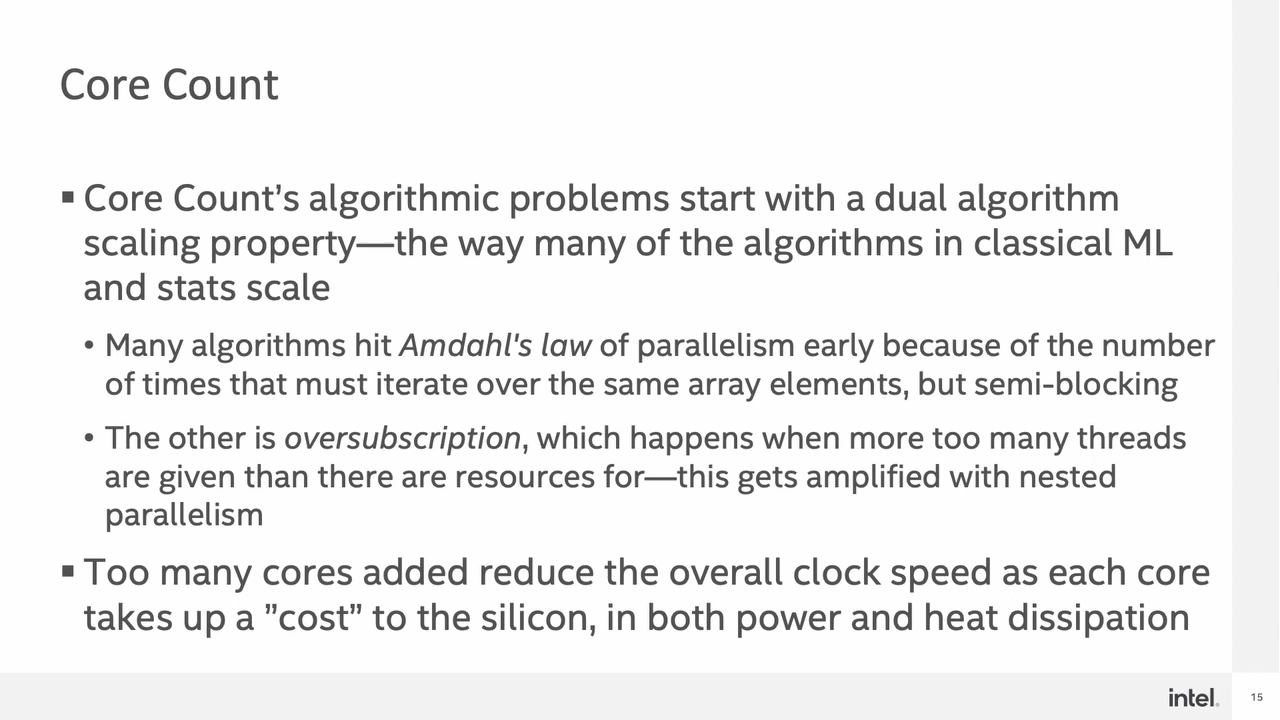 Core Count
▪ Core Count’s algorithmic problems start with a dual algorithm
scaling property—the way many of the algorithms in classical ML
and stats scale
• Many algorithms hit Amdahl's law of parallelism early because of the number
of times that must iterate over the same array elements, but semi-blocking
• The other is oversubscription, which happens when more too many threads
are given than there are resources for—this gets amplified with nested
parallelism
▪ Too many cores added reduce the overall clock speed as each core
takes up a ”cost” to the silicon, in both power and heat dissipation
intel.
15